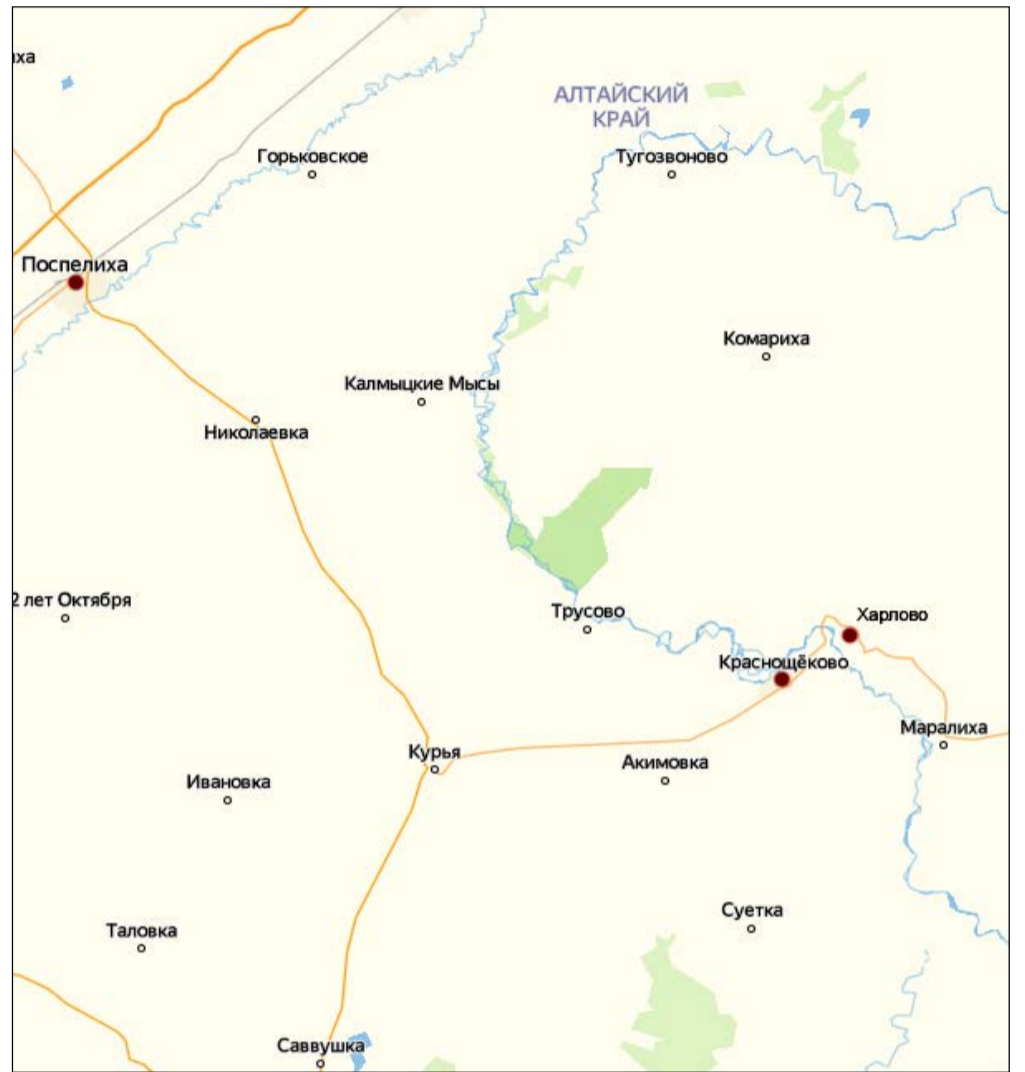 АЛТАЙСКИЙ
КРАЙ
Горьковское
Тугозвоново
Поспелиха
Комариха
Калмыцкие Мысы
Николаевка
2 лет Октября
Трусово
Харлово
Краснощёково
Маралиха
Курья
Акимовка
Ивановка
Суетка
Таловка
Саввушка